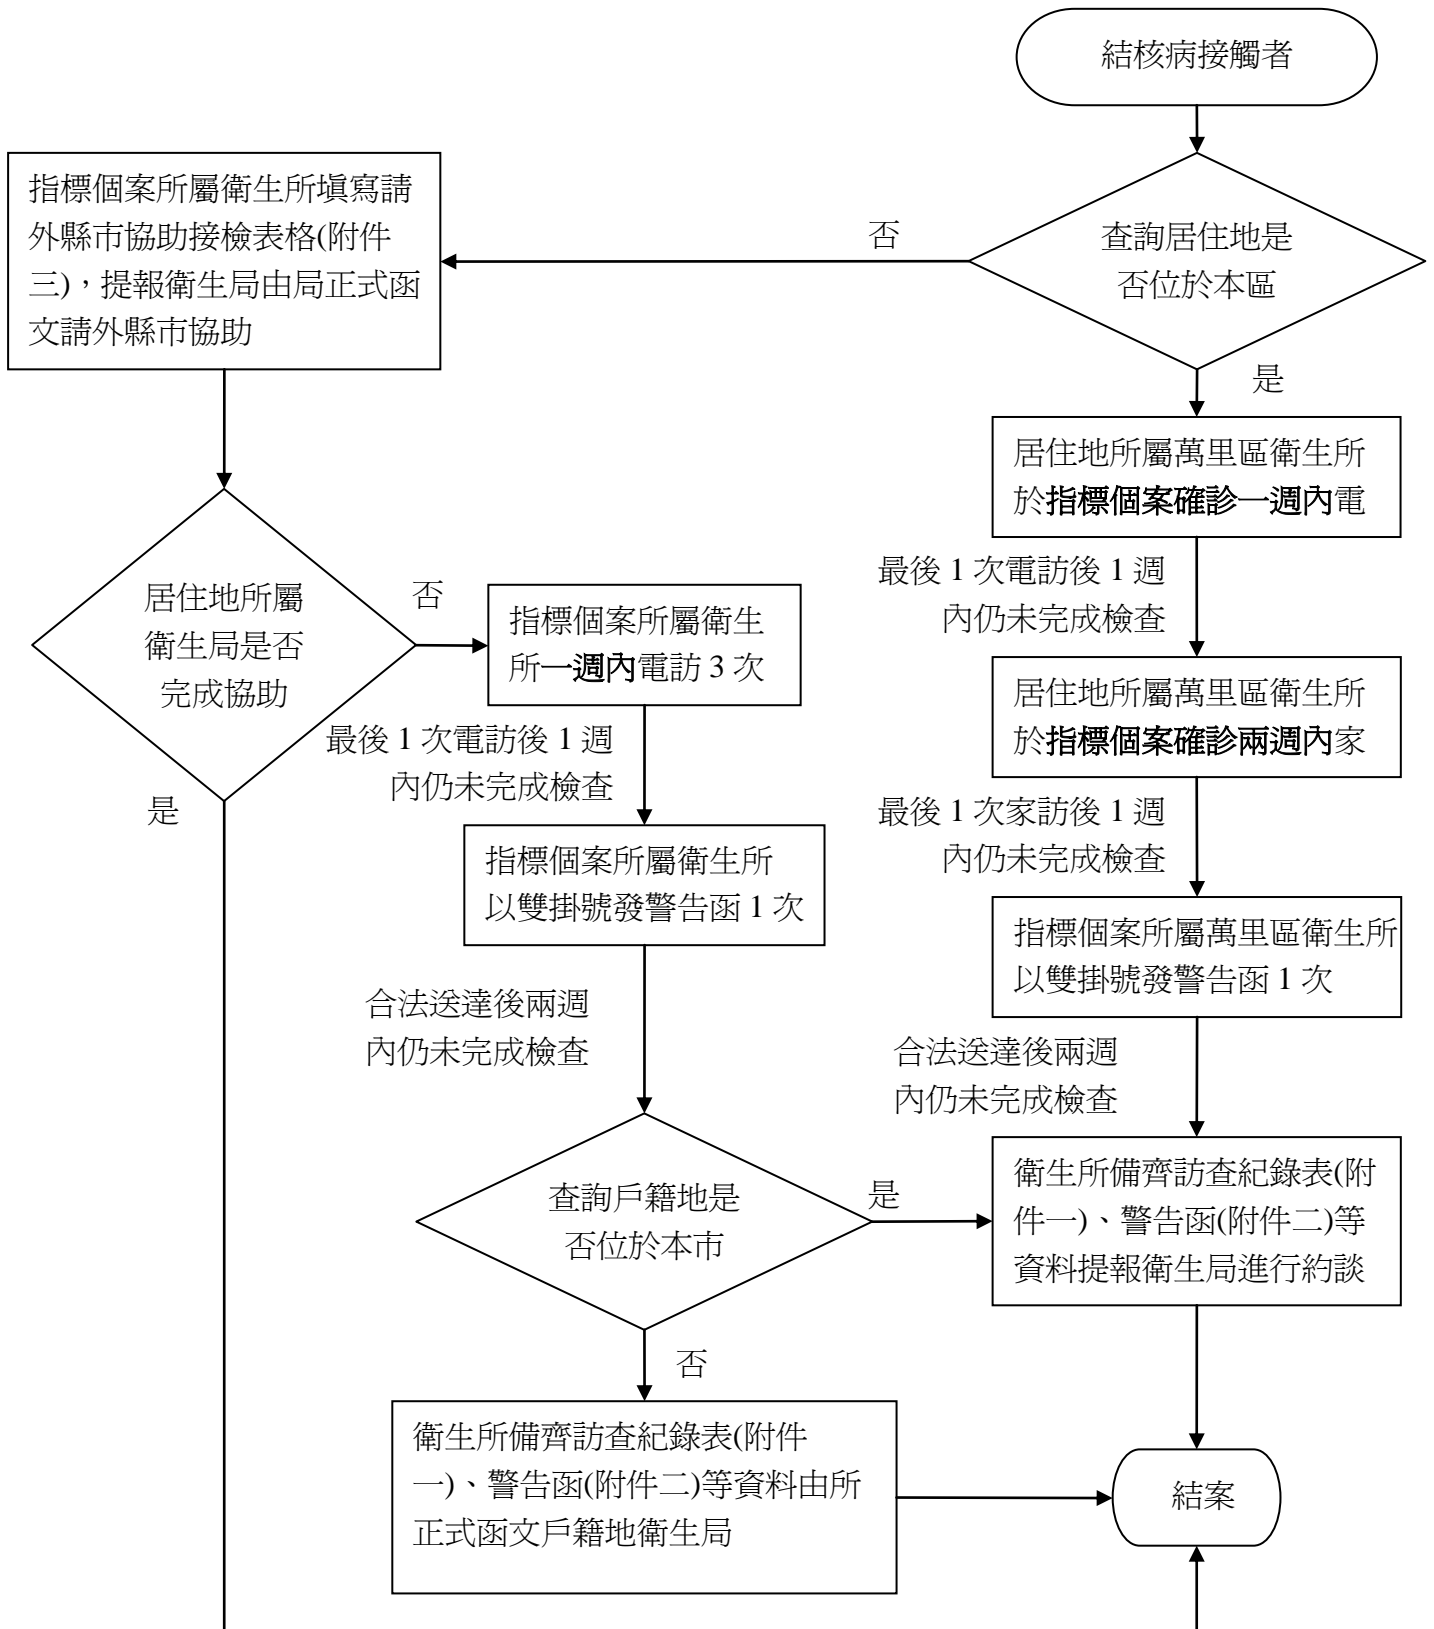 結核病接觸者
查詢居住地是
否位於本區
否
是
指標個案所屬衛生所填寫請
外縣市協助接檢表格(附件
三)，提報衛生局由局正式函
文請外縣市協助
居住地所屬萬里區衛生所
於指標個案確診一週內電
最後 1 次電訪後 1 週
內仍未完成檢查
居住地所屬萬里區衛生所
於指標個案確診兩週內家
最後 1 次家訪後 1 週
內仍未完成檢查
指標個案所屬萬里區衛生所
以雙掛號發警告函 1 次
合法送達後兩週
內仍未完成檢查
衛生所備齊訪查紀錄表(附
件一)、警告函(附件二)等
資料提報衛生局進行約談
居住地所屬
衛生局是否
完成協助
否
是
指標個案所屬衛生
所一週內電訪 3 次
最後 1 次電訪後 1 週
內仍未完成檢查
指標個案所屬衛生所
以雙掛號發警告函 1 次
合法送達後兩週
內仍未完成檢查
查詢戶籍地是
否位於本市
是
否
衛生所備齊訪查紀錄表(附件
一)、警告函(附件二)等資料由所
正式函文戶籍地衛生局
結案